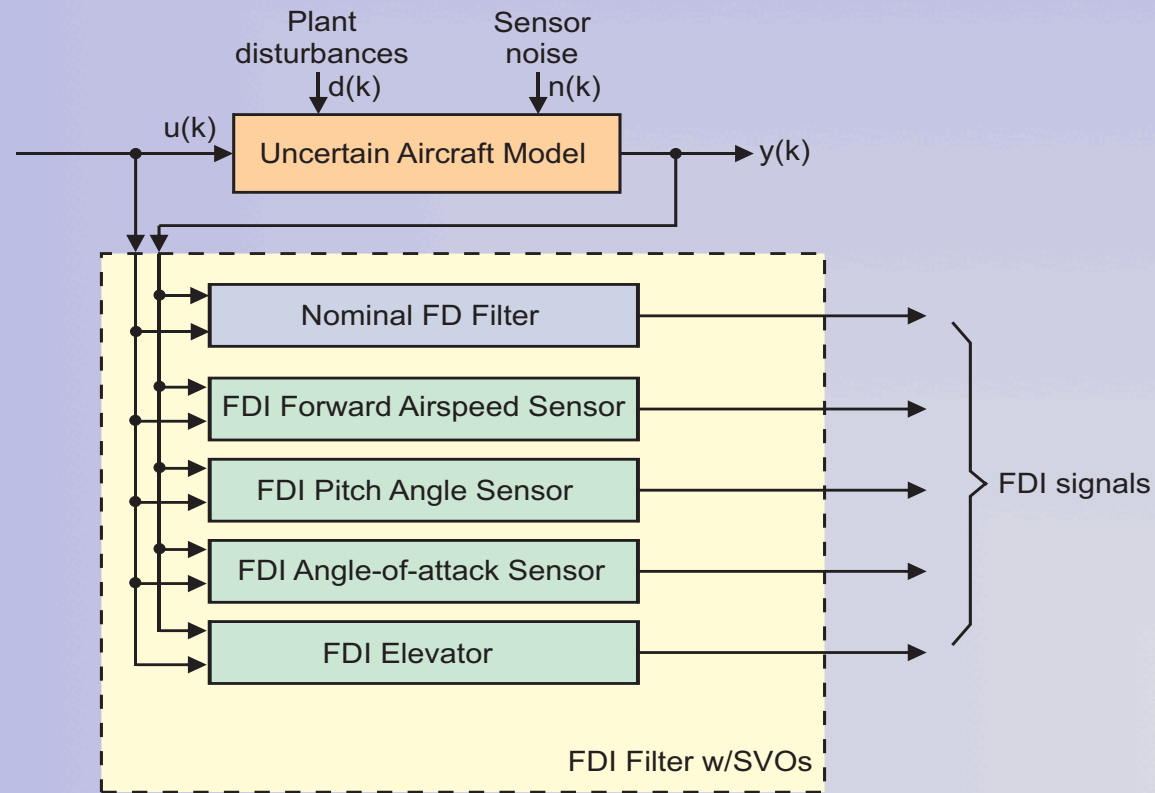 Plant
disturbances
d(k)
Sensor
noise
n(k)
u(k)
Uncertain Aircraft Model
y(k)
Nominal FD Filter
FDI Forward Airspeed Sensor
FDI Pitch Angle Sensor
FDI Angle-of-attack Sensor
FDI Elevator
FDI signals
FDI Filter w/SVOs